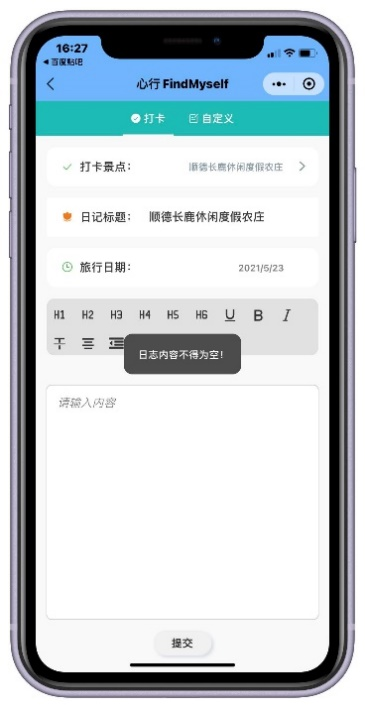 16:27
◀ 百度贴吧
心行 FindMyself
打卡 自定义
打卡景点： 顺德长鹿休闲度假农庄
日记标题： 顺德长鹿休闲度假农庄
旅行日期： 2021/5/23
H1 H2 H3 H4 H5 H6 U B I
日志内容不得为空！
请输入内容
提交